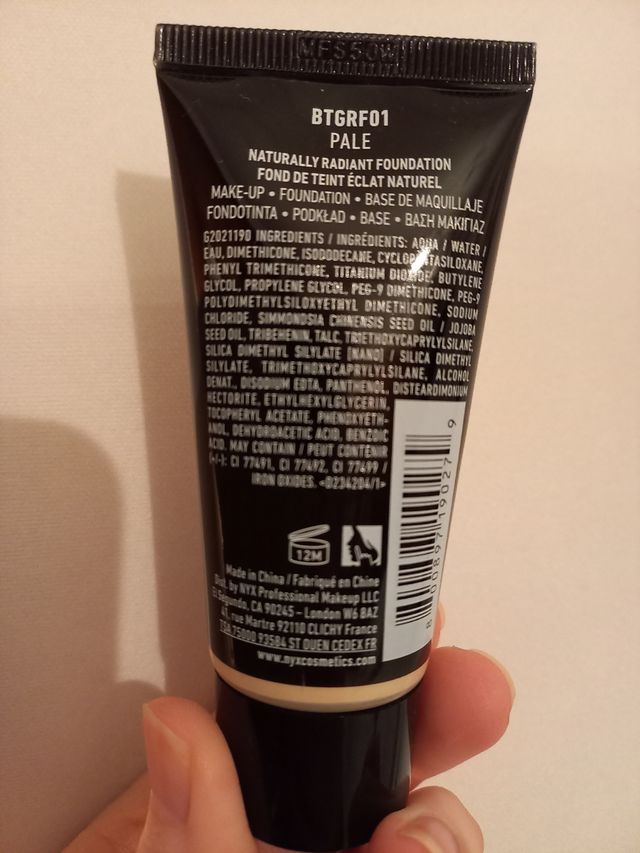 MFS50W
BTGRF01
PALE
NATURALLY RADIANT FOUNDATION
FOND DE TEINT ÉCLAT NATUREL
MAKE-UP • FOUNDATION • BASE DE MAQUILLAJE
FONDOTINTA • PODKŁAD • BASE • ΒΑΣΗ ΜΑΚΙΓΙΑΖ
G2021190 INGREDIENTS / INGRÉDIENTS: AQUA / WATER /
EAU, DIMETHICONE, ISODODECANE, CYCLOPENTASILOXANE,
PHENYL TRIMETHICONE, TITANIUM DIOXIDE, BUTYLENE
GLYCOL, PROPYLENE GLYCOL, PEG-9 DIMETHICONE, PEG-9
POLYDIMETHYLSILOXYETHYL DIMETHICONE, SODIUM
CHLORIDE, SIMMONDSIA CHINENSIS SEED OIL / JOJOBA
SEED OIL, TRIBEHENIN, TALC, TRIETHOXYCAPRYLYLSILANE,
SILICA DIMETHYL SILYLATE [NANO] / SILICA DIMETHYL
SILYLATE, TRIMETHOXYCAPRYLYLSILANE, ALCOHOL
DENAT., DISODIUM EDTA, PANTHENOL, DISTEARDIMONIUM
HECTORITE, ETHYLHEXYLGLYCERIN,
TOCOPHERYL ACETATE, PHENOXYETH-
ANOL, DEHYDROACETIC ACID, BENZOIC
ACID. MAY CONTAIN / PEUT CONTENIR
(+/-): CI 77491, CI 77492, CI 77499 /
IRON OXIDES. <D234204/1>
12M
Made in China / Fabriqué en Chine
Dist. by NYX Professional Makeup LLC
El Segundo, CA 90245 – London W6 8AZ
41, rue Martre 92110 CLICHY France
TSA 75000 93584 ST OUEN CEDEX FR
www.nyxcosmetics.com
8 00897 19027 9